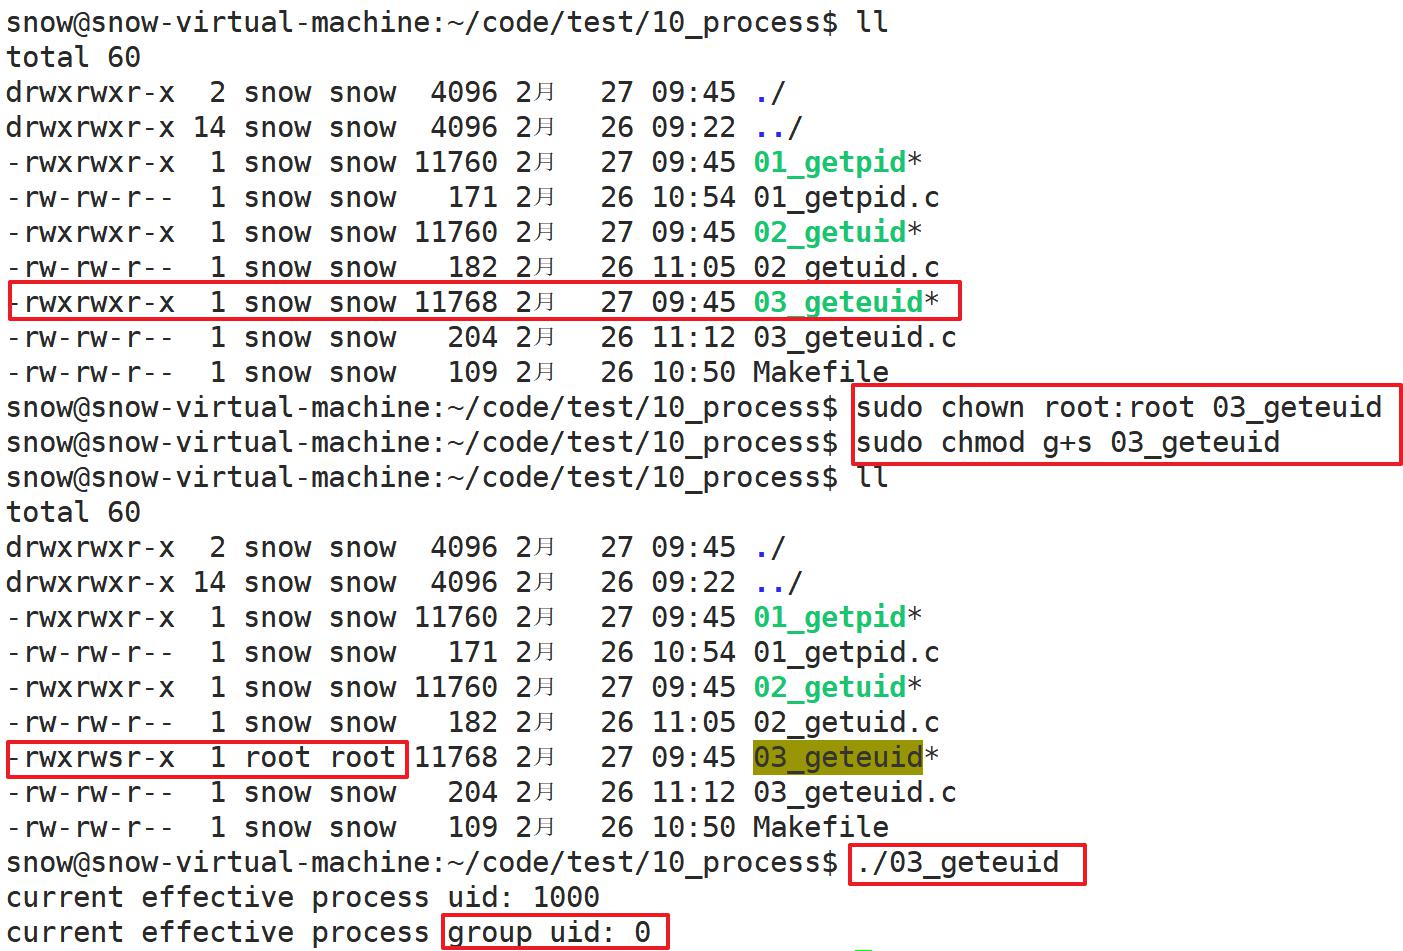 snow@snow-virtual-machine:~/code/test/10_process$ ll
total 60
drwxrwxr-x  2 snow snow  4096 2月   27 09:45 ./
drwxrwxr-x 14 snow snow  4096 2月   26 09:22 ../
-rwxrwxr-x  1 snow snow 11760 2月   27 09:45 01_getpid*
-rw-rw-r--  1 snow snow   171 2月   26 10:54 01_getpid.c
-rwxrwxr-x  1 snow snow 11760 2月   27 09:45 02_getuid*
-rw-rw-r--  1 snow snow   182 2月   26 11:05 02_getuid.c
-rwxrwxr-x  1 snow snow 11768 2月   27 09:45 03_geteuid*
-rw-rw-r--  1 snow snow   204 2月   26 11:12 03_geteuid.c
-rw-rw-r--  1 snow snow   109 2月   26 10:50 Makefile
snow@snow-virtual-machine:~/code/test/10_process$ sudo chown root:root 03_geteuid
snow@snow-virtual-machine:~/code/test/10_process$ sudo chmod g+s 03_geteuid
snow@snow-virtual-machine:~/code/test/10_process$ ll
total 60
drwxrwxr-x  2 snow snow  4096 2月   27 09:45 ./
drwxrwxr-x 14 snow snow  4096 2月   26 09:22 ../
-rwxrwxr-x  1 snow snow 11760 2月   27 09:45 01_getpid*
-rw-rw-r--  1 snow snow   171 2月   26 10:54 01_getpid.c
-rwxrwxr-x  1 snow snow 11760 2月   27 09:45 02_getuid*
-rw-rw-r--  1 snow snow   182 2月   26 11:05 02_getuid.c
-rwxrwsr-x  1 root root 11768 2月   27 09:45 03_geteuid*
-rw-rw-r--  1 snow snow   204 2月   26 11:12 03_geteuid.c
-rw-rw-r--  1 snow snow   109 2月   26 10:50 Makefile
snow@snow-virtual-machine:~/code/test/10_process$ ./03_geteuid
current effective process uid: 1000
current effective process group uid: 0